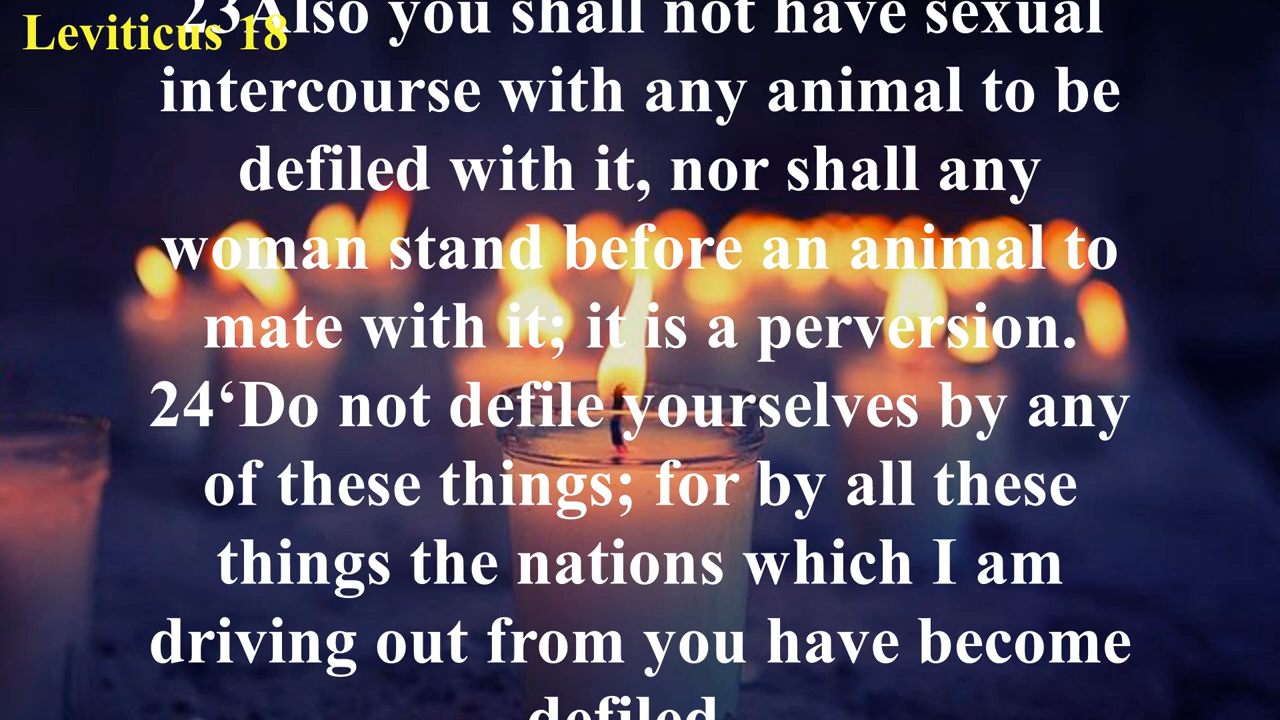 Leviticus 18
23Also you shall not have sexual
intercourse with any animal to be
defiled with it, nor shall any
woman stand before an animal to
mate with it; it is a perversion.
24‘Do not defile yourselves by any
of these things; for by all these
things the nations which I am
driving out from you have become
defiled.